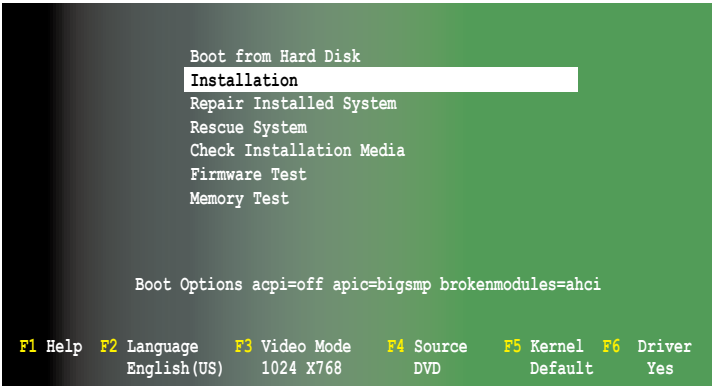 Boot from Hard Disk
Installation
Repair Installed System
Rescue System
Check Installation Media
Firmware Test
Memory Test
Boot Options acpi=off apic=bigsmp brokenmodules=ahci
F1 Help F2 Language F3 Video Mode F4 Source F5 Kernel F6 Driver
English(US) 1024 X768 DVD Default Yes